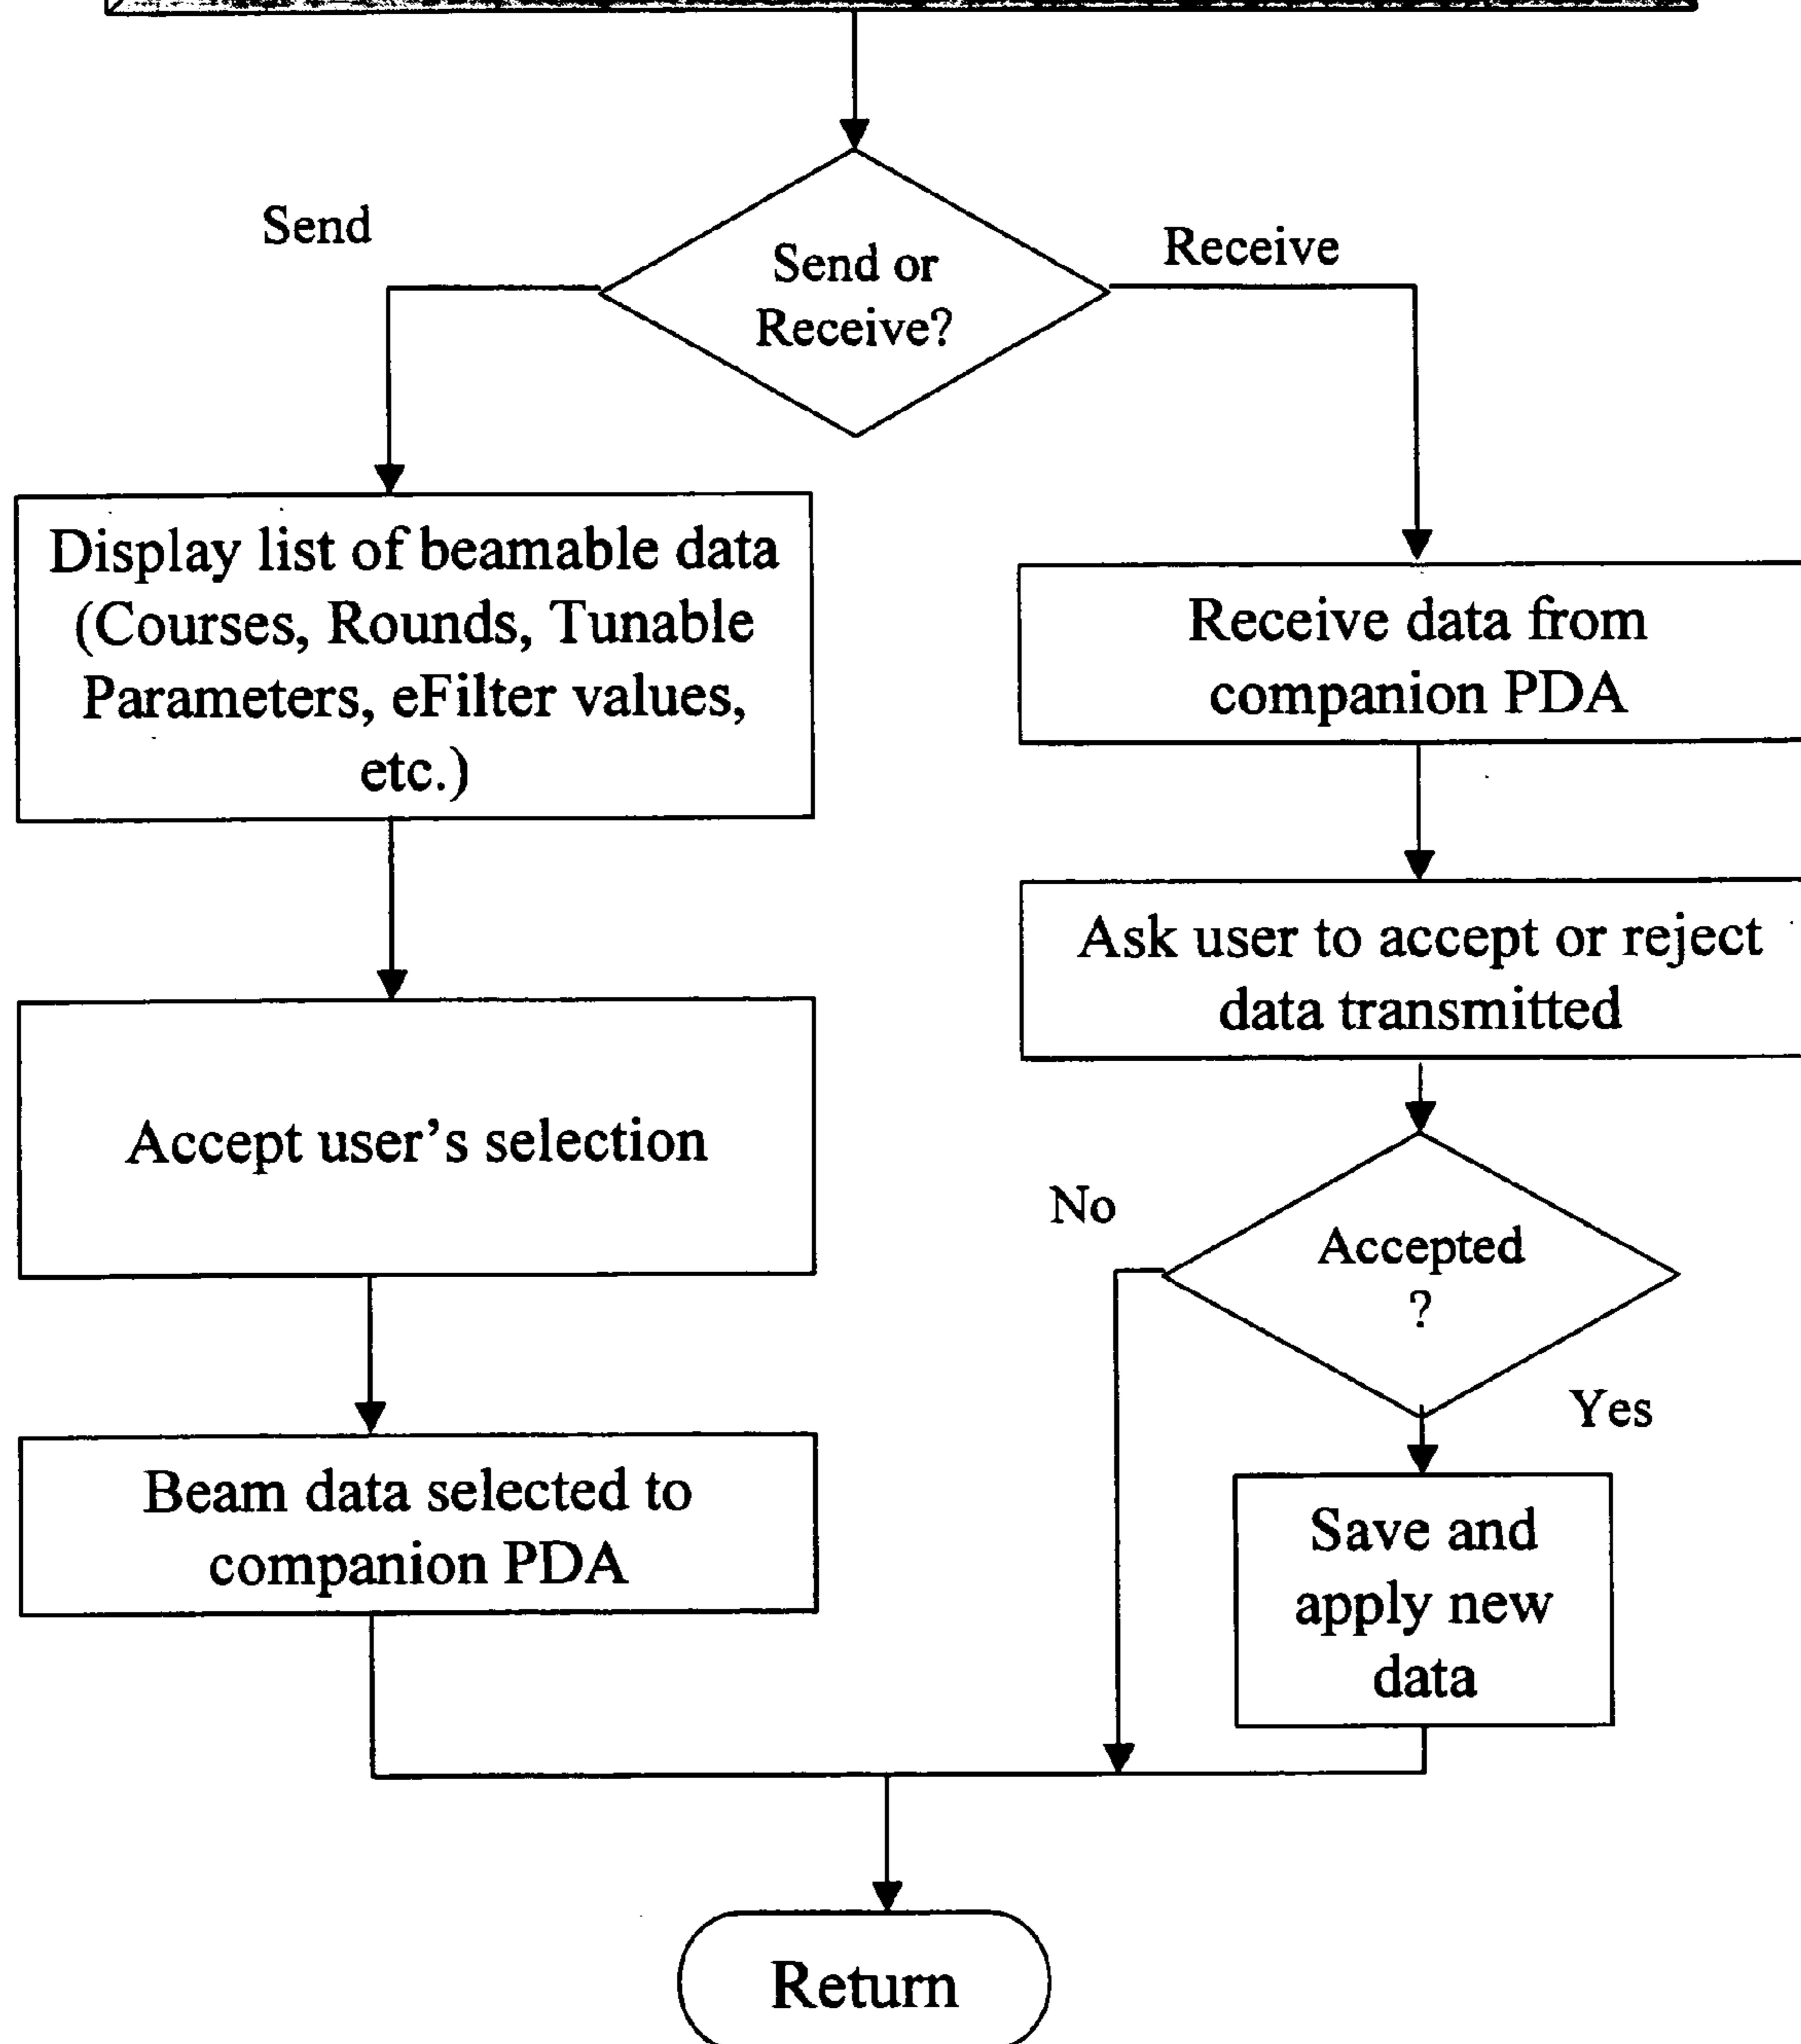 Send
Send or
Receive?
Receive
Display list of beamable data
(Courses, Rounds, Tunable
Parameters, eFilter values,
etc.)
Accept user's selection
Beam data selected to
companion PDA
Receive data from
companion PDA
Ask user to accept or reject
data transmitted
No
Accepted
?
Yes
Save and
apply new
data
Return